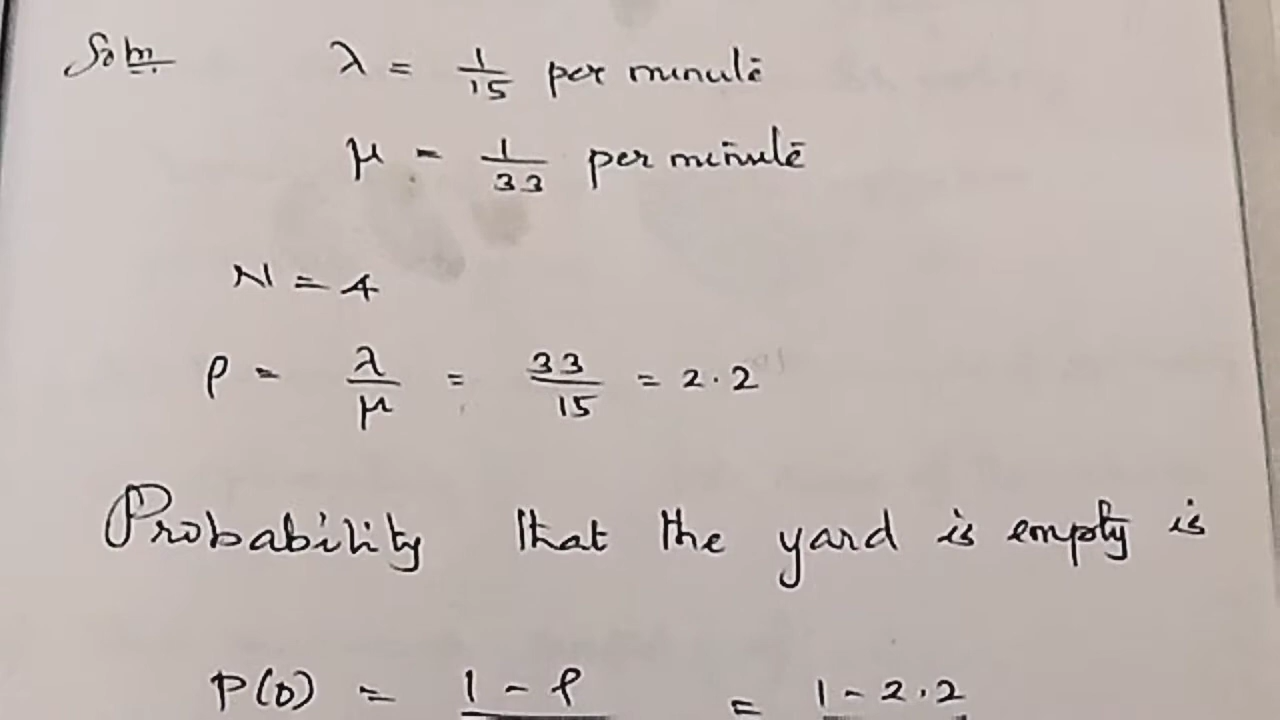 Soln. λ = 1/15 per minute
μ = 1/33 per minute
N = 4
ρ = λ/μ = 33/15 = 2.2
Probability that the yard is empty is
P(0) = 1 - ρ = 1 - 2.2